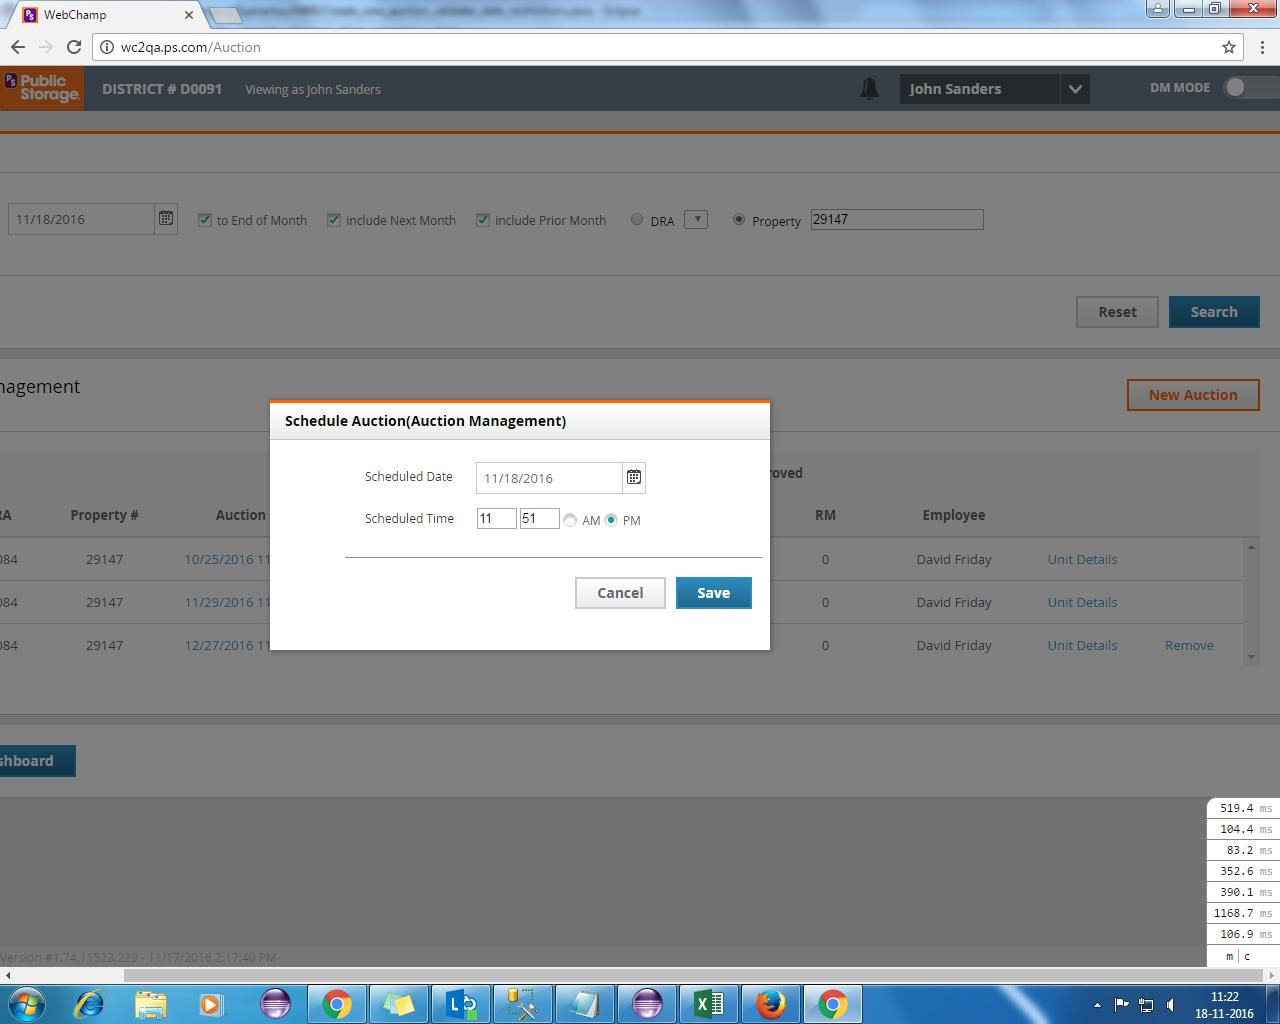 WebChamp
wc2qa.ps.com/Auction
PS Public Storage.
DISTRICT # D0091
Viewing as John Sanders
John Sanders
DM MODE
11/18/2016
to End of Month
include Next Month
include Prior Month
DRA
Property
29147
Reset
Search
nagement
New Auction
Schedule Auction(Auction Management)
Scheduled Date
11/18/2016
Scheduled Time
11
51
AM
PM
Cancel
Save
roved
RA
Property #
Auction
RM
Employee
084
29147
10/25/2016 11
0
David Friday
Unit Details
084
29147
11/29/2016 11
0
David Friday
Unit Details
084
29147
12/27/2016 11
0
David Friday
Unit Details
Remove
shboard
519.4 ms
104.4 ms
83.2 ms
352.6 ms
390.1 ms
1168.7 ms
106.9 ms
m | c
Version #1.74.11523.229 - 11/17/2016 2:17:40 PM
11:22
18-11-2016